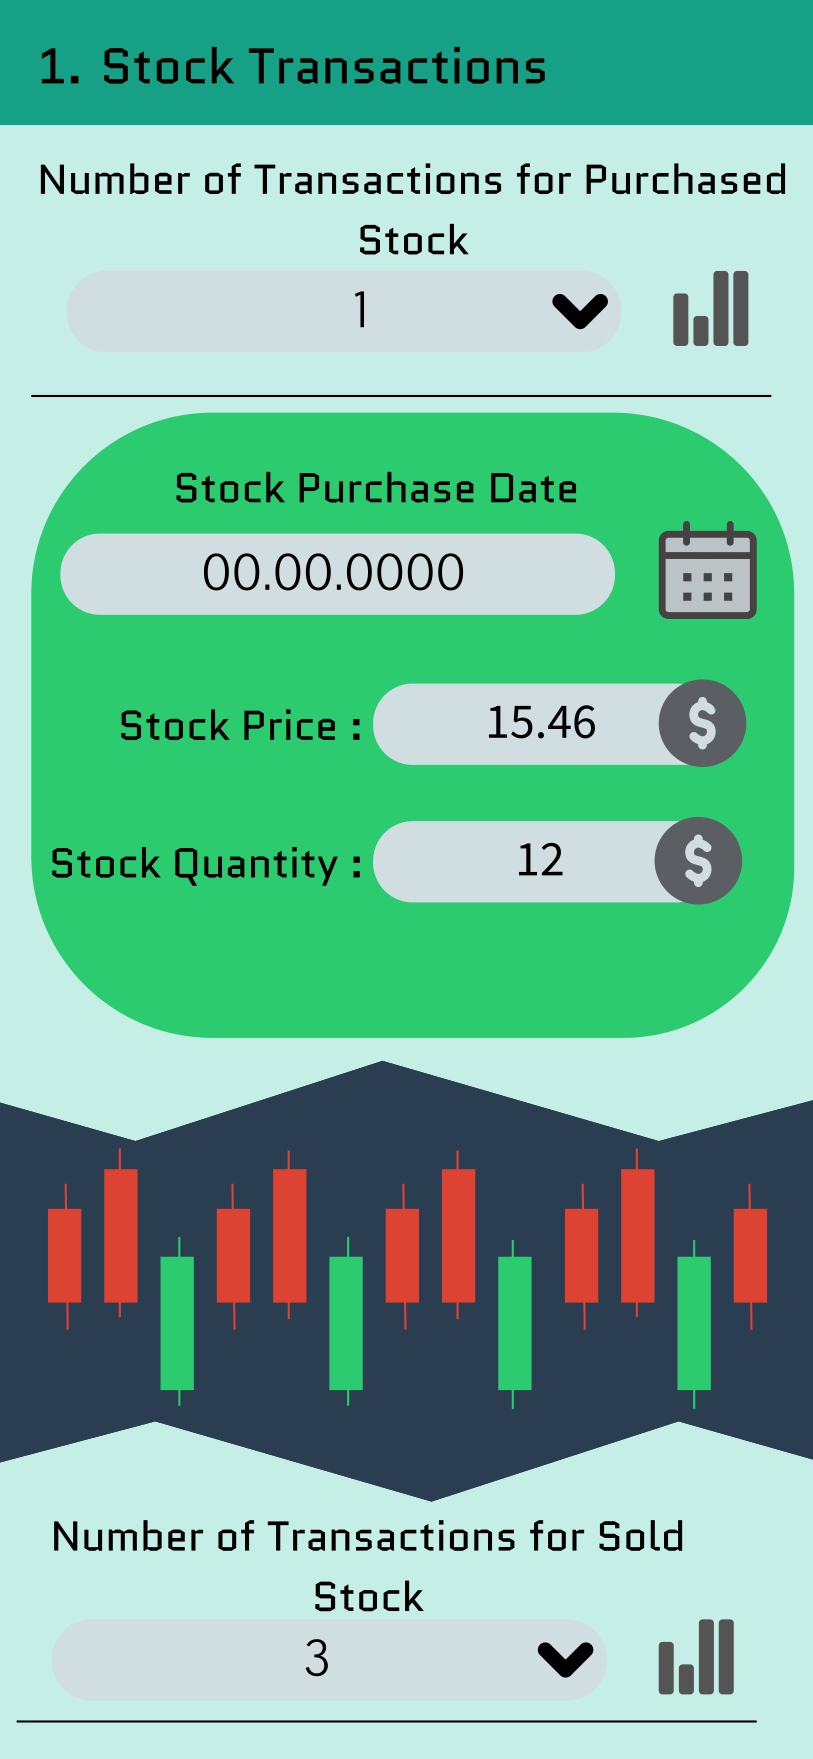 1. Stock Transactions
Number of Transactions for Purchased
Stock
1
Stock Purchase Date
00.00.0000
Stock Price : 15.46 $
Stock Quantity : 12 $
Number of Transactions for Sold
Stock
3